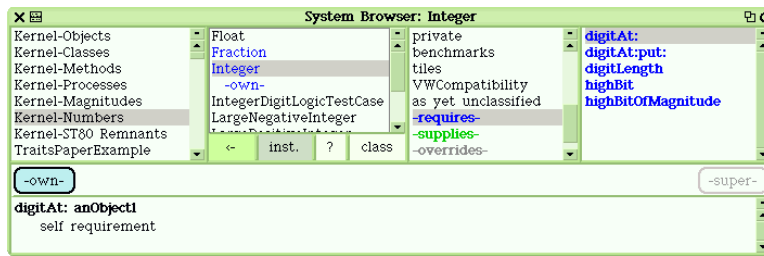 System Browser: Integer
Kernel-Objects
Kernel-Classes
Kernel-Methods
Kernel-Processes
Kernel-Magnitudes
Kernel-Numbers
Kernel-ST80 Remnants
TraitsPaperExample
Float
Fraction
Integer
-own-
IntegerDigitLogicTestCase
LargeNegativeInteger
LargePositiveInteger
<- inst. ? class
private
benchmarks
tiles
VWCompatibility
as yet unclassified
-requires-
-supplies-
-overrides-
digitAt:
digitAt:put:
digitLength
highBit
highBitOfMagnitude
-own-
-super-
digitAt: anObject1
self requirement